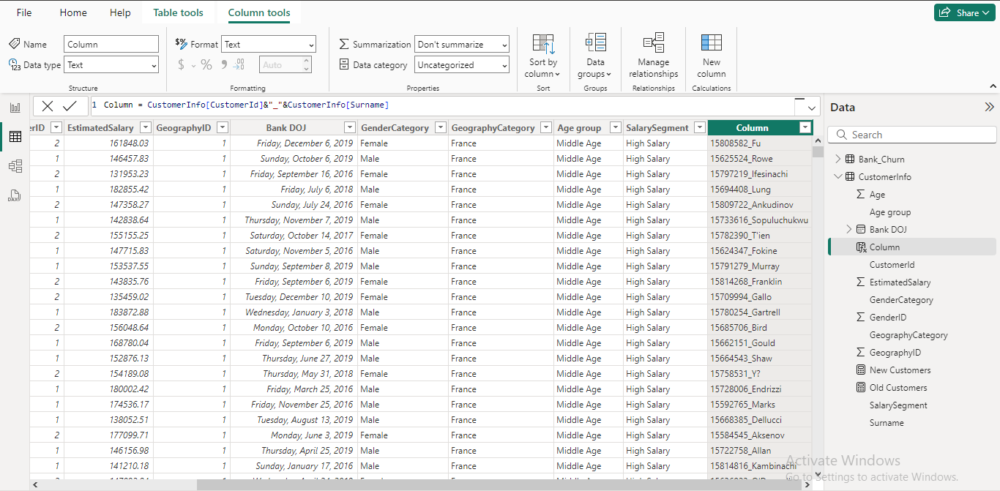 File Home Help Table tools Column tools Share
Name Column $% Format Text Summarization Don't summarize
Data type Text $ % Auto Data category Uncategorized
Sort by column Data groups Manage relationships New column
Structure Formatting Properties Sort Groups Relationships Calculations
1 Column = CustomerInfo[CustomerId]&"_"&CustomerInfo[Surname]
erID EstimatedSalary GeographyID Bank DOJ GenderCategory GeographyCategory Age group SalarySegment Column
2 161848.03 1 Friday, December 6, 2019 Female France Middle Age High Salary 15808582_Fu
1 146457.83 1 Sunday, October 6, 2019 Male France Middle Age High Salary 15625524_Rowe
2 131953.23 1 Friday, September 16, 2016 Female France Middle Age High Salary 15797219_Ifesinachi
1 182855.42 1 Friday, July 6, 2018 Male France Middle Age High Salary 15694408_Lung
2 147358.27 1 Sunday, July 24, 2016 Female France Middle Age High Salary 15809722_Ankudinov
1 142838.64 1 Thursday, November 7, 2019 Male France Middle Age High Salary 15733616_Sopuluchukwu
2 155155.25 1 Saturday, October 14, 2017 Female France Middle Age High Salary 15782390_T'ien
1 147715.83 1 Saturday, November 5, 2016 Male France Middle Age High Salary 15624347_Fokine
1 153537.55 1 Sunday, September 8, 2019 Male France Middle Age High Salary 15791279_Murray
2 143835.76 1 Friday, September 6, 2019 Female France Middle Age High Salary 15814268_Franklin
2 135459.02 1 Tuesday, December 10, 2019 Female France Middle Age High Salary 15709994_Gallo
1 183872.88 1 Wednesday, January 3, 2018 Male France Middle Age High Salary 15780254_Gartrell
2 156048.64 1 Monday, October 10, 2016 Female France Middle Age High Salary 15685706_Bird
1 168780.04 1 Friday, September 6, 2019 Male France Middle Age High Salary 15662151_Gould
1 152876.13 1 Thursday, June 27, 2019 Male France Middle Age High Salary 15664543_Shaw
2 154189.08 1 Thursday, May 31, 2018 Female France Middle Age High Salary 15758531_Y?
1 180002.42 1 Friday, March 25, 2016 Male France Middle Age High Salary 15728006_Endrizzi
1 174536.17 1 Friday, November 25, 2016 Male France Middle Age High Salary 15592765_Marks
1 138052.51 1 Tuesday, August 13, 2019 Male France Middle Age High Salary 15668385_Dellucci
2 177099.71 1 Monday, June 3, 2019 Female France Middle Age High Salary 15584545_Aksenov
1 146156.98 1 Thursday, April 25, 2019 Male France Middle Age High Salary 15722758_Allan
1 141210.18 1 Sunday, January 17, 2016 Male France Middle Age High Salary 15814816_Kambinachi
Data
Search
Bank_Churn
CustomerInfo
Age
Age group
Bank DOJ
Column
CustomerId
EstimatedSalary
GenderCategory
GenderID
GeographyCategory
GeographyID
New Customers
Old Customers
SalarySegment
Surname
Activate Windows
Go to Settings to activate Windows.